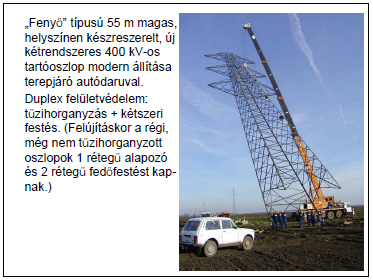 „Fenyő” típusú 55 m magas,
helyszínen készreszerelt, új
kétrendszeres 400 kV-os
tartóoszlop modern állítása
terepjáró autódaruval.
Duplex felületvédelem:
tűzihorganyzás + kétszeri
festés. (Felújításkor a régi,
még nem tűzihorganyzott
oszlopok 1 rétegű alapozó
és 2 rétegű fedőfestést kap-
nak.)